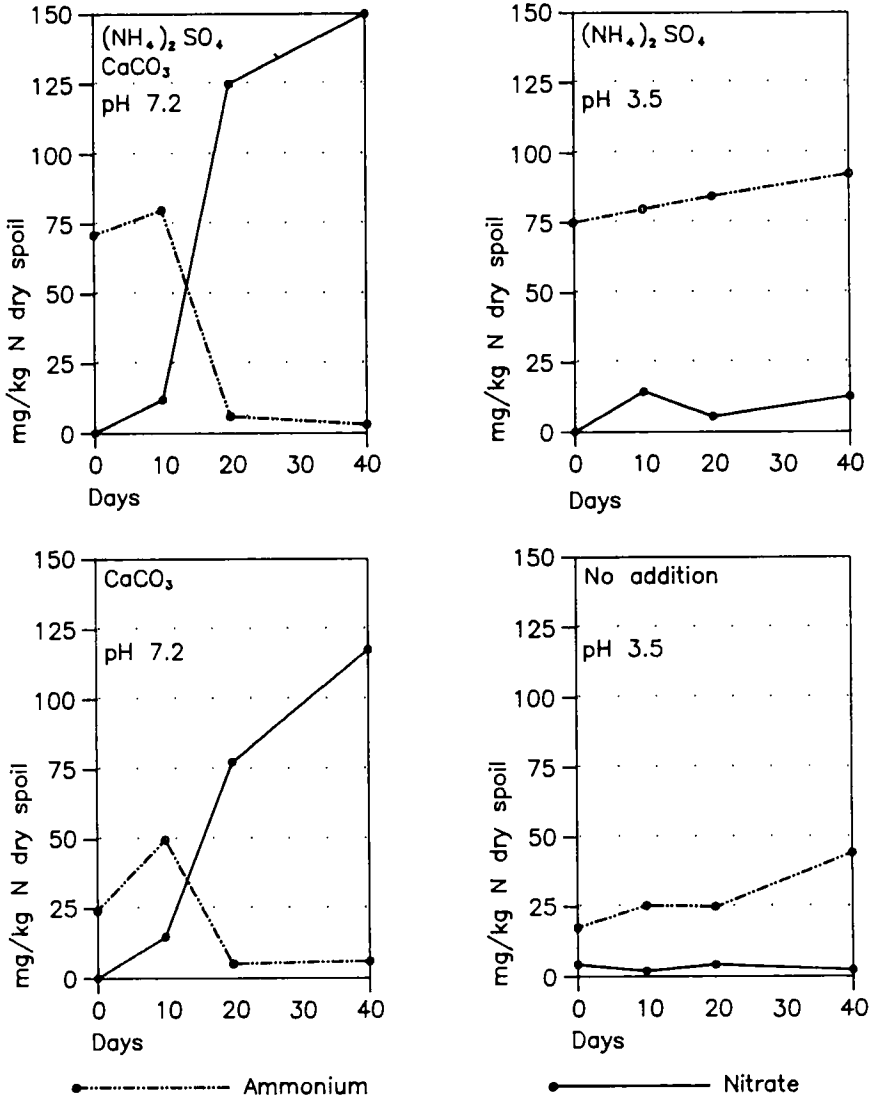 (NH₄)₂SO₄
CaCO₃
pH 7.2
150
125
100
75
50
25
0
mg/kg N dry spoil
0 10 20 30 40
Days
(NH₄)₂SO₄
pH 3.5
150
125
100
75
50
25
0
mg/kg N dry spoil
0 10 20 30 40
Days
CaCO₃
pH 7.2
150
125
100
75
50
25
0
mg/kg N dry spoil
0 10 20 30 40
Days
No addition
pH 3.5
150
125
100
75
50
25
0
mg/kg N dry spoil
0 10 20 30 40
Days
Ammonium
Nitrate